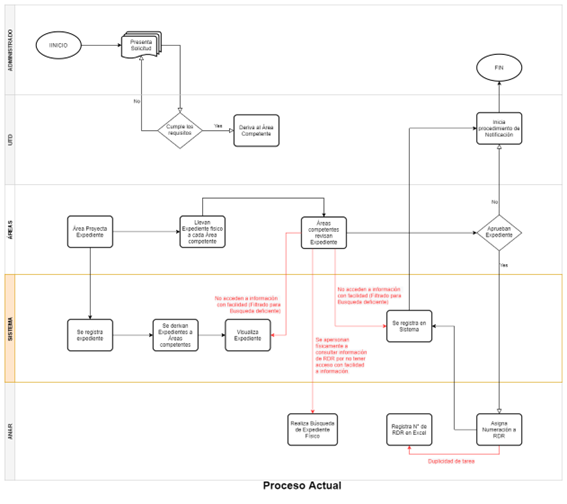 ADMINISTRADO
INICIO
Presenta
Solicitud
FIN
UTD
No
Cumple los
requisitos
Yes
Deriva al Área
Competente
Inicia
procedimiento de
Notificación
ÁREAS
Área Proyecta
Expediente
Llevan
Expediente físico
a cada Área
competente
Áreas
competentes
revisan
Expediente
No
Aprueban
Expediente
Yes
SISTEMA
No acceden a información
con facilidad (Filtrado para
Busqueda deficiente)
No acceden a información
con facilidad (Filtrado para
Busqueda deficiente)
Se registra
expediente
Se derivan
Expedientes a
Áreas
competentes
Visualiza
Expediente
Se registra en
Sistema
Se apersonan
físicamente a
consultar información
de RDR por no tener
acceso con facilidad
a información
ANAR
Realiza Búsqueda
de Expediente
Físico
Registra N° de
RDR en Excel
Asigna
Numeración a
RDR
Duplicidad de tarea
Proceso Actual